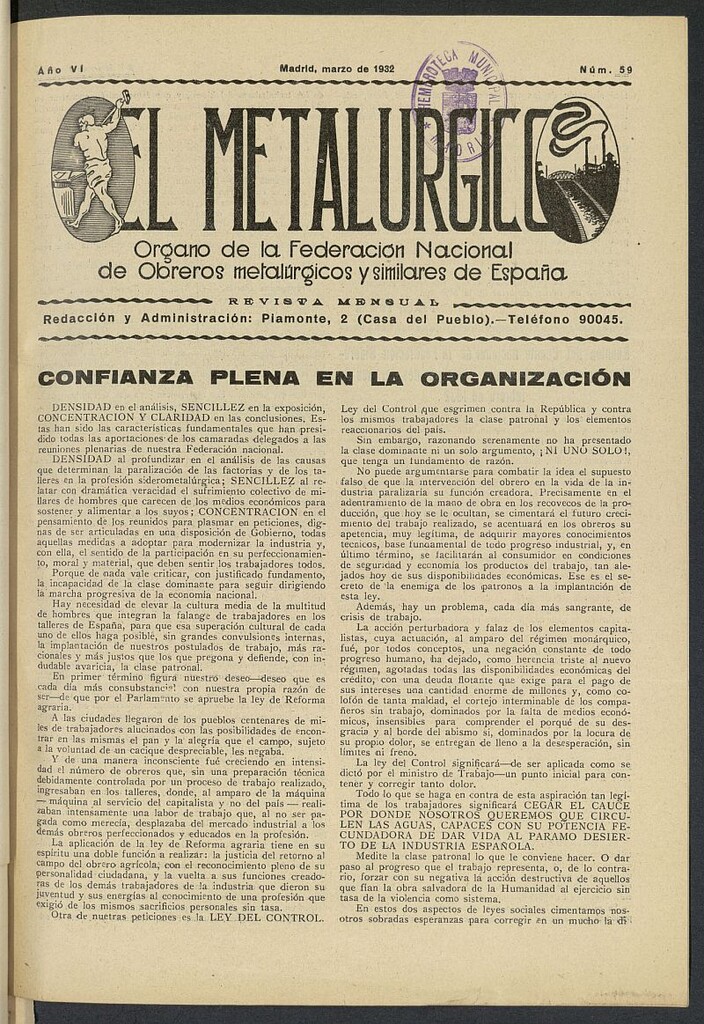 Año VI
Madrid, marzo de 1932
Núm. 59
HEMEROTECA MUNICIPAL
MADRID
EL METALURGICO
Organo de la Federación Nacional
de Obreros metalúrgicos y similares de España
REVISTA MENSUAL
Redacción y Administración: Piamonte, 2 (Casa del Pueblo).—Teléfono 90045.
CONFIANZA PLENA EN LA ORGANIZACIÓN
DENSIDAD en el análisis, SENCILLEZ en la exposición,
CONCENTRACION Y CLARIDAD en las conclusiones. Es-
tas han sido las características fundamentales que han presi-
dido todas las aportaciones de los camaradas delegados a las
reuniones plenarias de nuestra Federación nacional.
DENSIDAD al profundizar en el análisis de las causas
que determinan la paralización de las factorías y de los ta-
lleres en la profesión siderometalúrgica; SENCILLEZ al re-
latar con dramática veracidad el sufrimiento colectivo de mi-
llares de hombres que carecen de los medios económicos para
sostener y alimentar a los suyos; CONCENTRACION en el
pensamiento de los reunidos para plasmar en peticiones, dig-
nas de ser articuladas en una disposición de Gobierno, todas
aquellas medidas a adoptar para modernizar la industria y,
con ella, el sentido de la participación en su perfeccionamien-
to, moral y material, que deben sentir los trabajadores todos.
Porque de nada vale criticar, con justificado fundamento,
la incapacidad de la clase dominante para seguir dirigiendo
la marcha progresiva de la economía nacional.
Hay necesidad de elevar la cultura media de la multitud
de hombres que integran la falange de trabajadores en los
talleres de España, para que esa superación cultural de cada
uno de ellos haga posible, sin grandes convulsiones internas,
la implantación de nuestros postulados de trabajo, más ra-
cionales y más justos que los que pregona y defiende, con in-
dudable avaricia, la clase patronal.
En primer término figura nuestro deseo—deseo que es
cada día más consubstancial con nuestra propia razón de
ser—de que por el Parlamento se apruebe la ley de Reforma
agraria.
A las ciudades llegaron de los pueblos centenares de mi-
les de trabajadores alucinados con las posibilidades de encon-
trar en las mismas el pan y la alegría que el campo, sujeto
a la voluntad de un cacique despreciable, les negaba.
Y de una manera inconsciente fué creciendo en intensi-
dad el número de obreros que, sin una preparación técnica
debidamente controlada por un proceso de trabajo realizado,
ingresaban en los talleres, donde, al amparo de la máquina
— máquina al servicio del capitalista y no del país — reali-
zaban intensamente una labor de trabajo que, al no ser pa-
gada como merecía, desplazaba del mercado industrial a los
demás obreros perfeccionados y educados en la profesión.
La aplicación de la ley de Reforma agraria tiene en su
espíritu una doble función a realizar: la justicia del retorno al
campo del obrero agrícola, con el reconocimiento pleno de su
personalidad ciudadana, y la vuelta a sus funciones creado-
ras de los demás trabajadores de la industria que dieron su
juventud y sus energías al conocimiento de una profesión que
exigió de los mismos sacrificios personales sin tasa.
Otra de nuetras peticiones es la LEY DEL CONTROL.
Ley del Control que esgrimen contra la República y contra
los mismos trabajadores la clase patronal y los elementos
reaccionarios del país.
Sin embargo, razonando serenamente no ha presentado
la clase dominante ni un solo argumento, ¡NI UNO SOLO!,
que tenga un fundamento de razón.
No puede argumentarse para combatir la idea el supuesto
falso de que la intervención del obrero en la vida de la in-
dustria paralizaría su función creadora. Precisamente en el
adentramiento de la mano de obra en los recovecos de la pro-
ducción, que hoy se le ocultan, se cimentará el futuro creci-
miento del trabajo realizado, se acentuará en los obreros su
apetencia, muy legítima, de adquirir mayores conocimientos
técnicos, base fundamental de todo progreso industrial, y, en
último término, se facilitarán al consumidor en condiciones
de seguridad y economía los productos del trabajo, tan ale-
jados hoy de sus disponibilidades económicas. Ese es el se-
creto de la enemiga de los patronos a la implantación de
esta ley.
Además, hay un problema, cada día más sangrante, de
crisis de trabajo.
La acción perturbadora y falaz de los elementos capita-
listas, cuya actuación, al amparo del régimen monárquico,
fué, por todos conceptos, una negación constante de todo
progreso humano, ha dejado, como herencia triste al nuevo
régimen, agotadas todas las disponibilidades económicas del
crédito, con una deuda flotante que exige para el pago de
sus intereses una cantidad enorme de millones y, como co-
lofón de tanta maldad, el cortejo interminable de los compa-
ñeros sin trabajo, dominados por la falta de medios econó-
micos, insensibles para comprender el porqué de su des-
gracia y al borde del abismo si, dominados por la locura de
su propio dolor, se entregan de lleno a la desesperación, sin
límites ni freno.
La ley del Control significará—de ser aplicada como se
dictó por el ministro de Trabajo—un punto inicial para con-
tener y corregir tanto dolor.
Todo lo que se haga en contra de esta aspiración tan legí
tima de los trabajadores significará CEGAR EL CAUCE
POR DONDE NOSOTROS QUEREMOS QUE CIRCU-
LEN LAS AGUAS, CAPACES CON SU POTENCIA FE-
CUNDADORA DE DAR VIDA AL PARAMO DESIER-
TO DE LA INDUSTRIA ESPAÑOLA.
Medite la clase patronal lo que le conviene hacer. O dar
paso al progreso que el trabajo representa, o, de lo contra-
rio, forzar con su negativa la acción destructiva de aquellos
que fían la obra salvadora de la Humanidad al ejercicio sin
tasa de la violencia como sistema.
En estos dos aspectos de leyes sociales cimentamos nos-
otros sobradas esperanzas para corregir en un mucho la di-